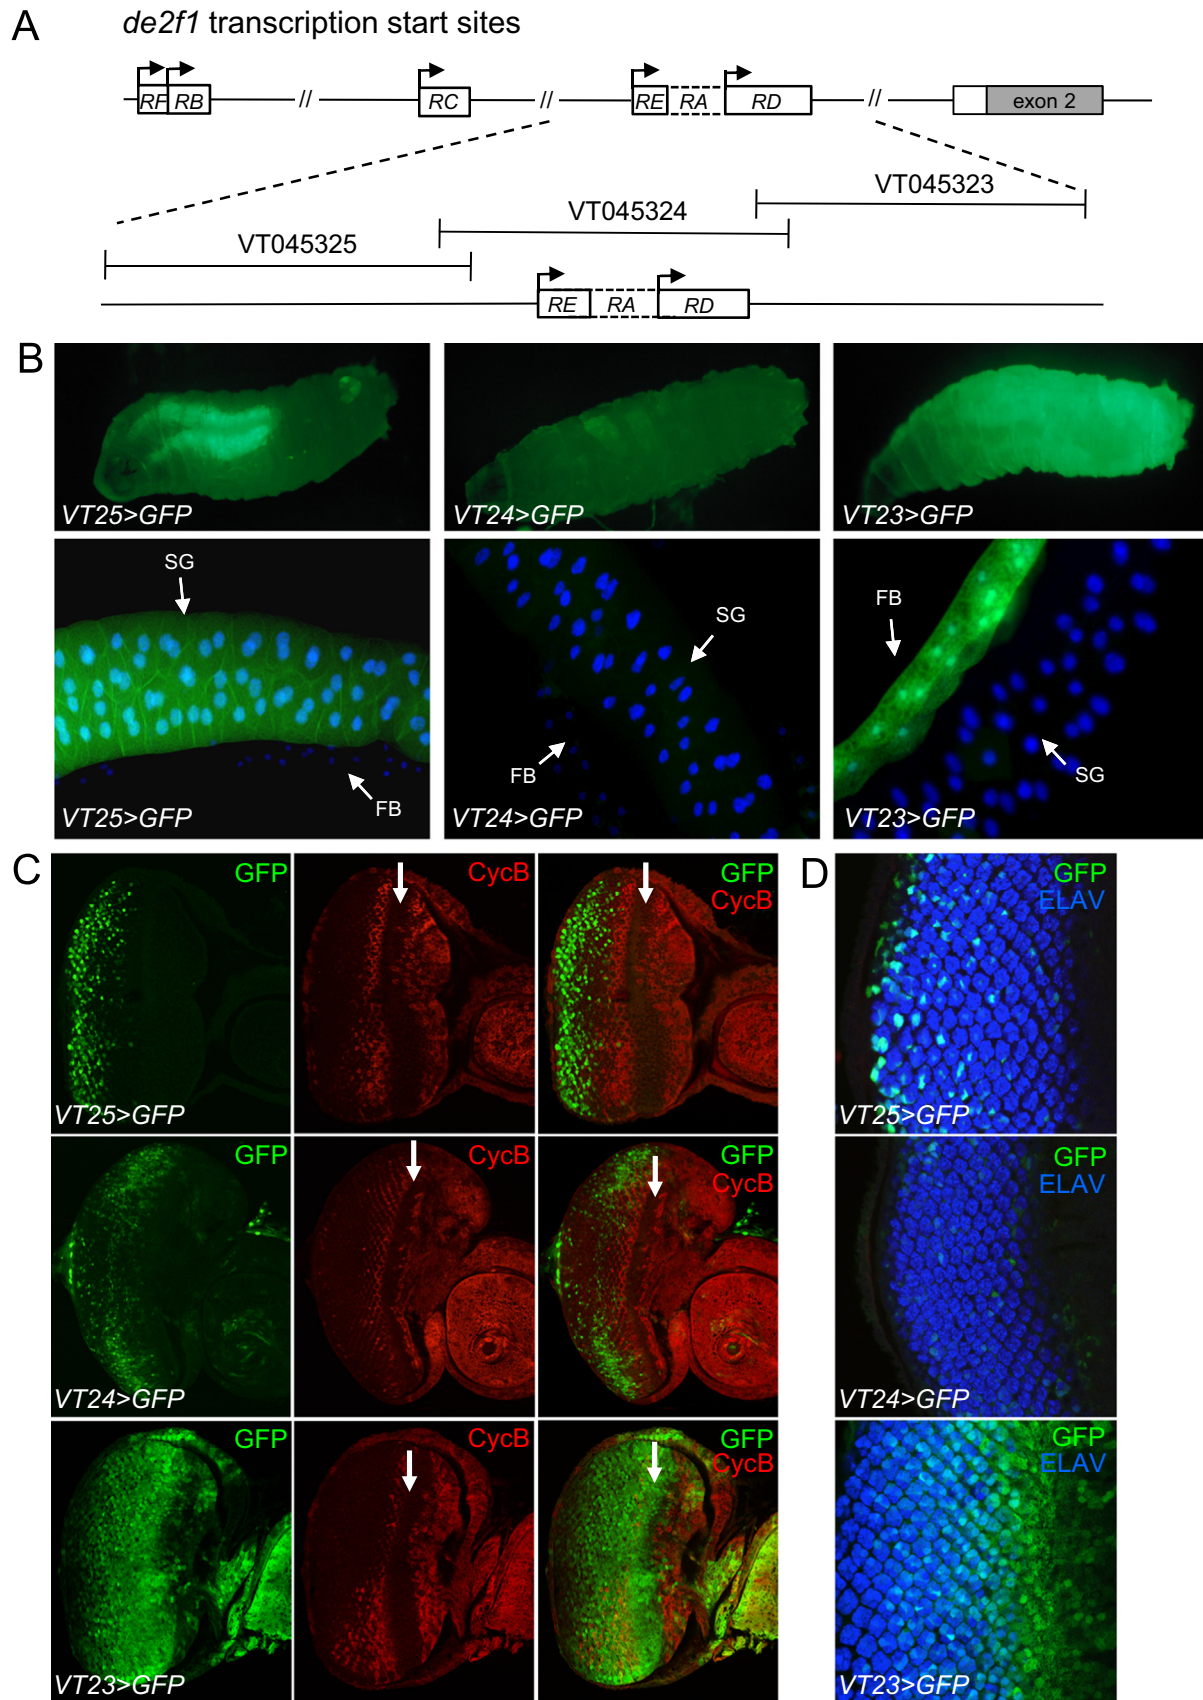 A
de2f1 transcription start sites
RF RB // RC // RE RA RD // exon 2
VT045323
VT045324
VT045325
RE RA RD
B
VT25>GFP
VT24>GFP
VT23>GFP
SG
FB
VT25>GFP
SG
FB
VT24>GFP
FB
SG
VT23>GFP
C
GFP
VT25>GFP
CycB
GFP
CycB
GFP
VT24>GFP
CycB
GFP
CycB
GFP
VT23>GFP
CycB
GFP
CycB
D
GFP
ELAV
VT25>GFP
GFP
ELAV
VT24>GFP
GFP
ELAV
VT23>GFP